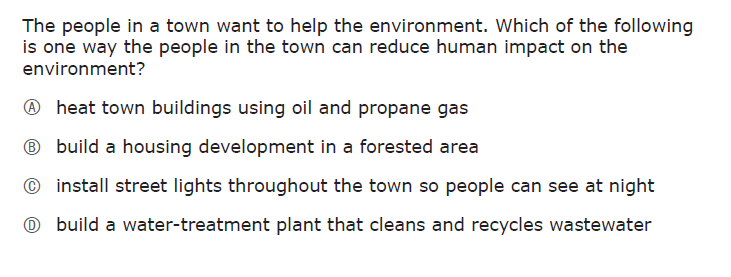 The people in a town want to help the environment. Which of the following
is one way the people in the town can reduce human impact on the
environment?
Ⓐ heat town buildings using oil and propane gas
Ⓑ build a housing development in a forested area
Ⓒ install street lights throughout the town so people can see at night
Ⓓ build a water-treatment plant that cleans and recycles wastewater